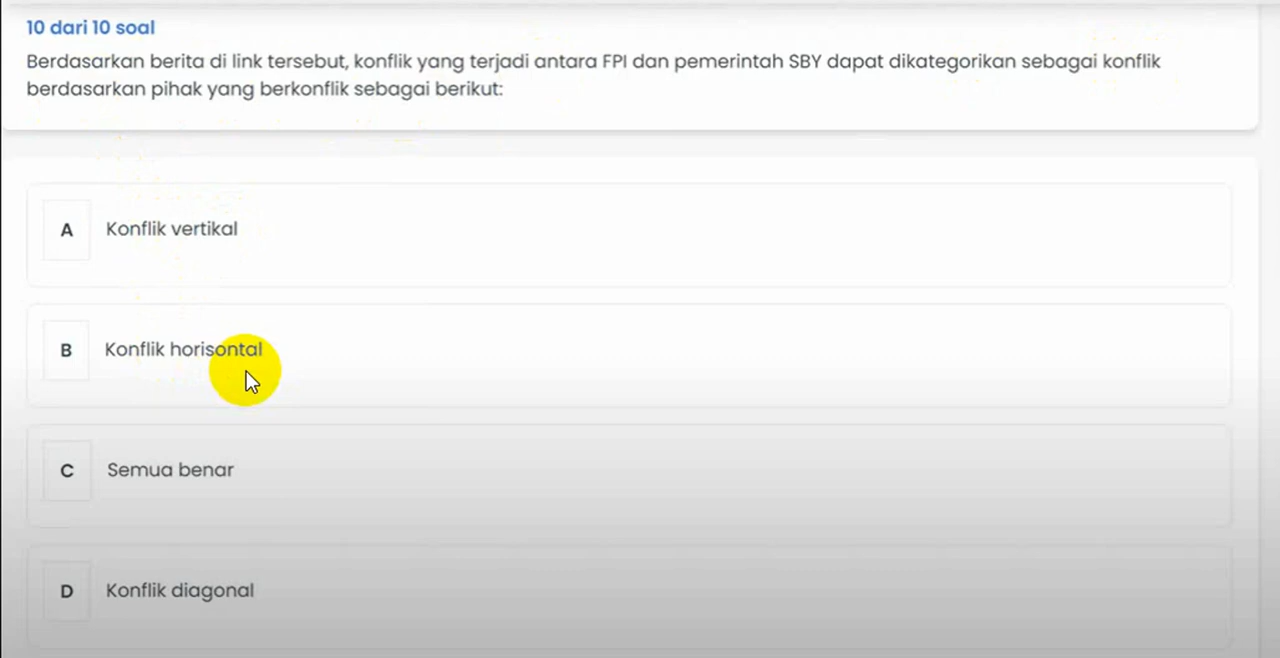 10 dari 10 soal
Berdasarkan berita di link tersebut, konflik yang terjadi antara FPI dan pemerintah SBY dapat dikategorikan sebagai konflik
berdasarkan pihak yang berkonflik sebagai berikut:
A Konflik vertikal
B Konflik horisontal
C Semua benar
D Konflik diagonal